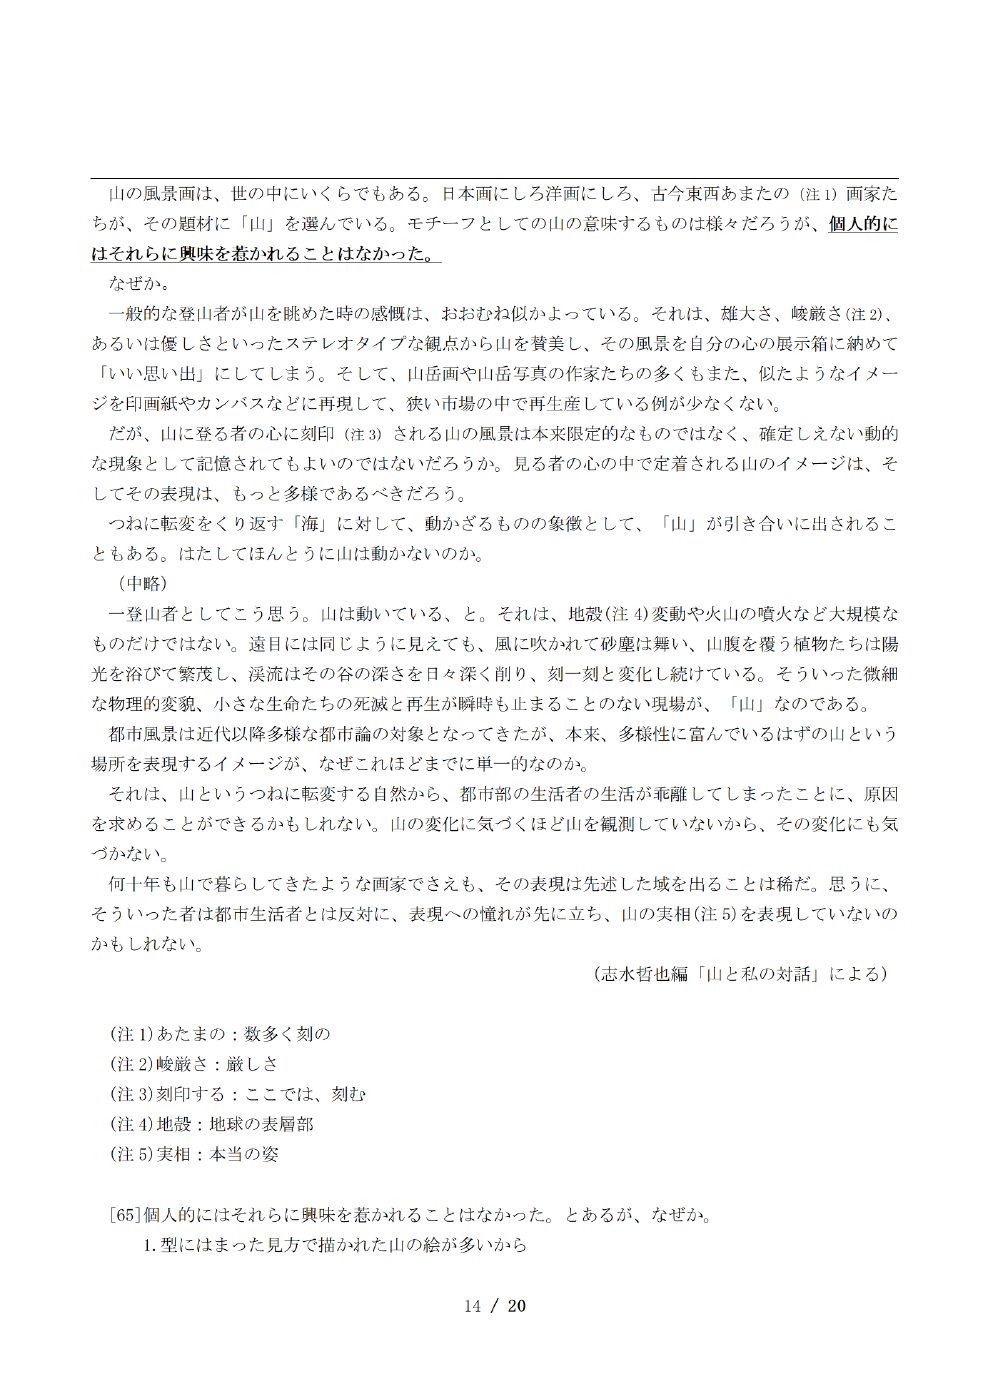 山の風景画は、世の中にいくらでもある。日本画にしろ洋画にしろ、古今東西あまたの（注 1）画家た
ちが、その題材に「山」を選んでいる。モチーフとしての山の意味するものは様々だろうが、個人的に
はそれらに興味を惹かれることはなかった。
なぜか。
一般的な登山者が山を眺めた時の感慨は、おおむね似かよっている。それは、雄大さ、峻厳さ(注 2)、
あるいは優しさといったステレオタイプな観点から山を賛美し、その風景を自分の心の展示箱に納めて
「いい思い出」にしてしまう。そして、山岳画や山岳写真の作家たちの多くもまた、似たようなイメー
ジを印画紙やカンバスなどに再現して、狭い市場の中で再生産している例が少なくない。
だが、山に登る者の心に刻印（注 3）される山の風景は本来限定的なものではなく、確定しえない動的
な現象として記憶されてもよいのではないだろうか。見る者の心の中で定着される山のイメージは、そ
してその表現は、もっと多様であるべきだろう。
つねに転変をくり返す「海」に対して、動かざるものの象徴として、「山」が引き合いに出されるこ
ともある。はたしてほんとうに山は動かないのか。
（中略）
一登山者としてこう思う。山は動いている、と。それは、地殻(注 4)変動や火山の噴火など大規模な
ものだけではない。遠目には同じように見えても、風に吹かれて砂塵は舞い、山腹を覆う植物たちは陽
光を浴びて繁茂し、渓流はその谷の深さを日々深く削り、刻一刻と変化し続けている。そういった微細
な物理的変貌、小さな生命たちの死滅と再生が瞬時も止まることのない現場が、「山」なのである。
都市風景は近代以降多様な都市論の対象となってきたが、本来、多様性に富んでいるはずの山という
場所を表現するイメージが、なぜこれほどまでに単一的なのか。
それは、山というつねに転変する自然から、都市部の生活者の生活が乖離してしまったことに、原因
を求めることができるかもしれない。山の変化に気づくほど山を観測していないから、その変化にも気
づかない。
何十年も山で暮らしてきたような画家でさえも、その表現は先述した域を出ることは稀だ。思うに、
そういった者は都市生活者とは反対に、表現への憧れが先に立ち、山の実相(注 5)を表現していないの
かもしれない。
（志水哲也編「山と私の対話」による）
(注 1)あたまの：数多く刻の
(注 2)峻厳さ：厳しさ
(注 3)刻印する：ここでは、刻む
(注 4)地殻：地球の表層部
(注 5)実相：本当の姿
[65]個人的にはそれらに興味を惹かれることはなかった。とあるが、なぜか。
1.型にはまった見方で描かれた山の絵が多いから
14 / 20